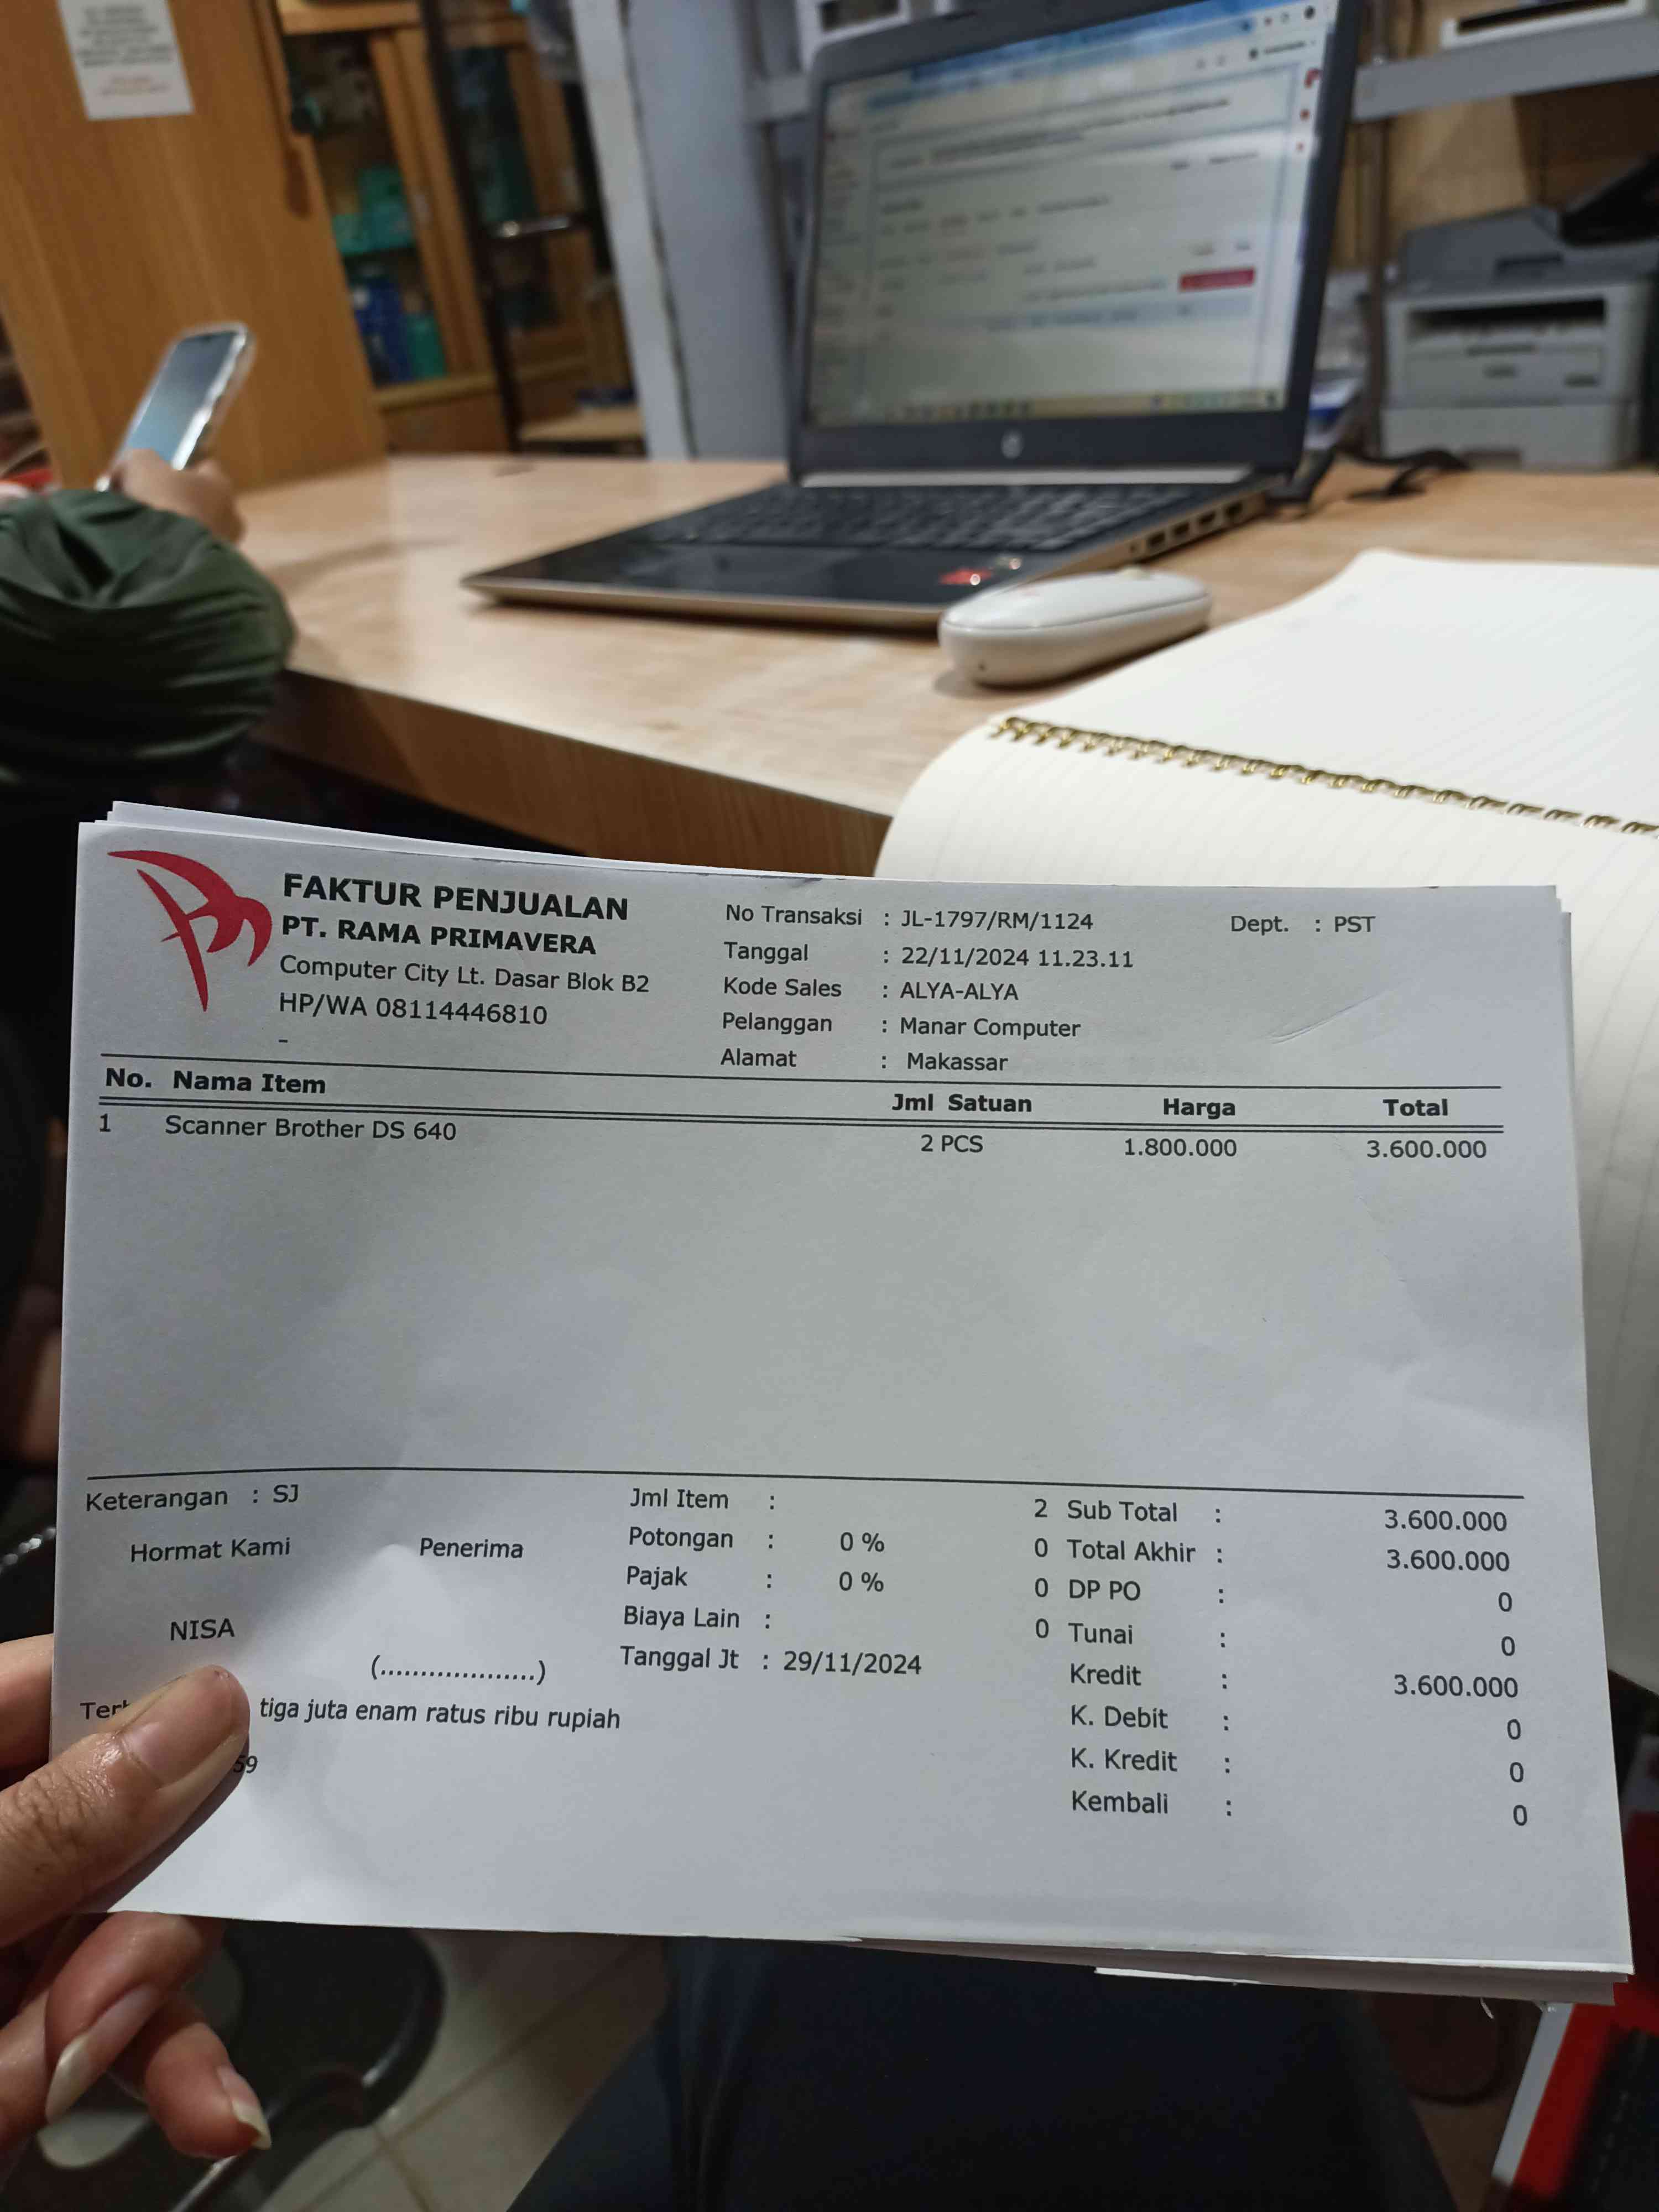 FAKTUR PENJUALAN
PT. RAMA PRIMAVERA
Computer City Lt. Dasar Blok B2
HP/WA 08114446810
-
No Transaksi : JL-1797/RM/1124 Dept. : PST
Tanggal : 22/11/2024 11.23.11
Kode Sales : ALYA-ALYA
Pelanggan : Manar Computer
Alamat : Makassar
No. Nama Item Jml Satuan Harga Total
1 Scanner Brother DS 640 2 PCS 1.800.000 3.600.000
Keterangan : SJ
Hormat Kami Penerima
NISA
(...................)
tiga juta enam ratus ribu rupiah
59
Jml Item : 2
Potongan : 0 % 0
Pajak : 0 % 0
Biaya Lain : 0
Tanggal Jt : 29/11/2024
Sub Total : 3.600.000
Total Akhir : 3.600.000
DP PO : 0
Tunai : 0
Kredit : 3.600.000
K. Debit : 0
K. Kredit : 0
Kembali : 0